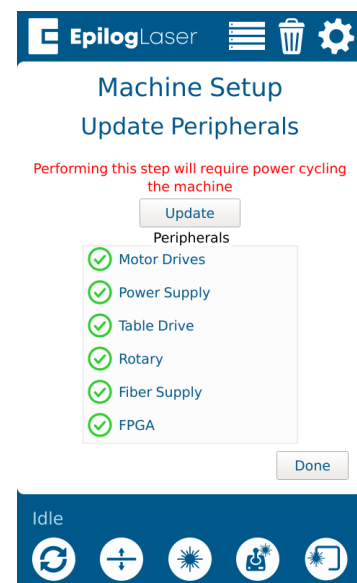 EpilogLaser
Machine Setup
Update Peripherals
Performing this step will require power cycling
the machine
Update
Peripherals
Motor Drives
Power Supply
Table Drive
Rotary
Fiber Supply
FPGA
Done
Idle